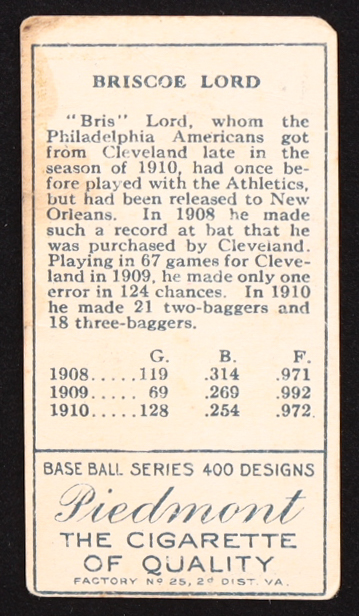 BRISCOE LORD
"Bris" Lord, whom the
Philadelphia Americans got
from Cleveland late in the
season of 1910, had once be-
fore played with the Athletics,
but had been released to New
Orleans. In 1908 he made
such a record at bat that he
was purchased by Cleveland.
Playing in 67 games for Cleve-
land in 1909, he made only one
error in 124 chances. In 1910
he made 21 two-baggers and
18 three-baggers.
G. B. F.
1908.....119 .314 .971
1909.....69 .269 .992
1910.....128 .254 .972
BASE BALL SERIES 400 DESIGNS
Piedmont
THE CIGARETTE
OF QUALITY
FACTORY Nº 25, 2ᵈ DIST. VA.